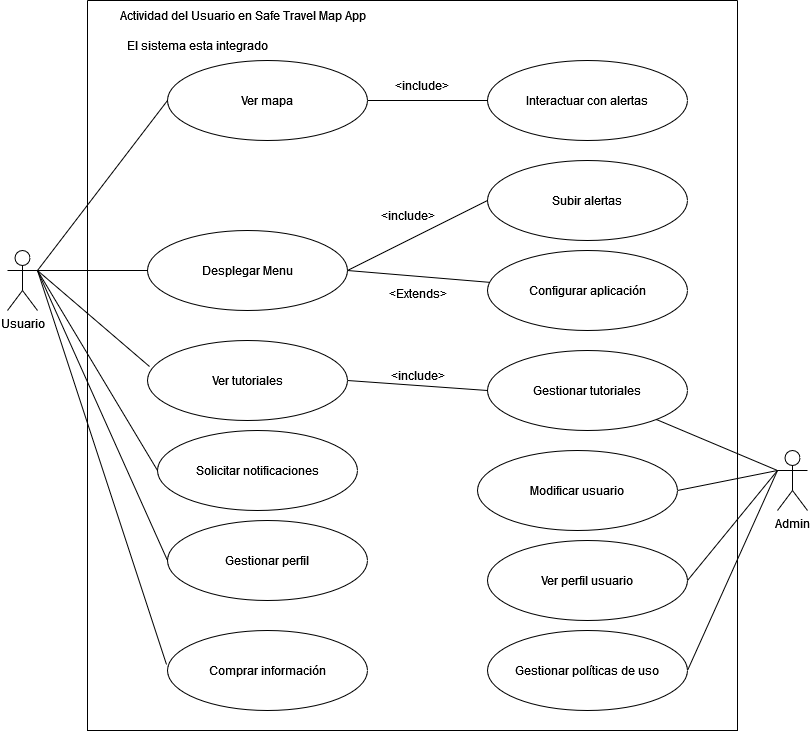 Actividad del Usuario en Safe Travel Map App
El sistema esta integrado
Ver mapa
<include>
Interactuar con alertas
Subir alertas
<include>
Desplegar Menu
<Extends>
Configurar aplicación
Usuario
Ver tutoriales
<include>
Gestionar tutoriales
Solicitar notificaciones
Modificar usuario
Admin
Gestionar perfil
Ver perfil usuario
Comprar información
Gestionar políticas de uso